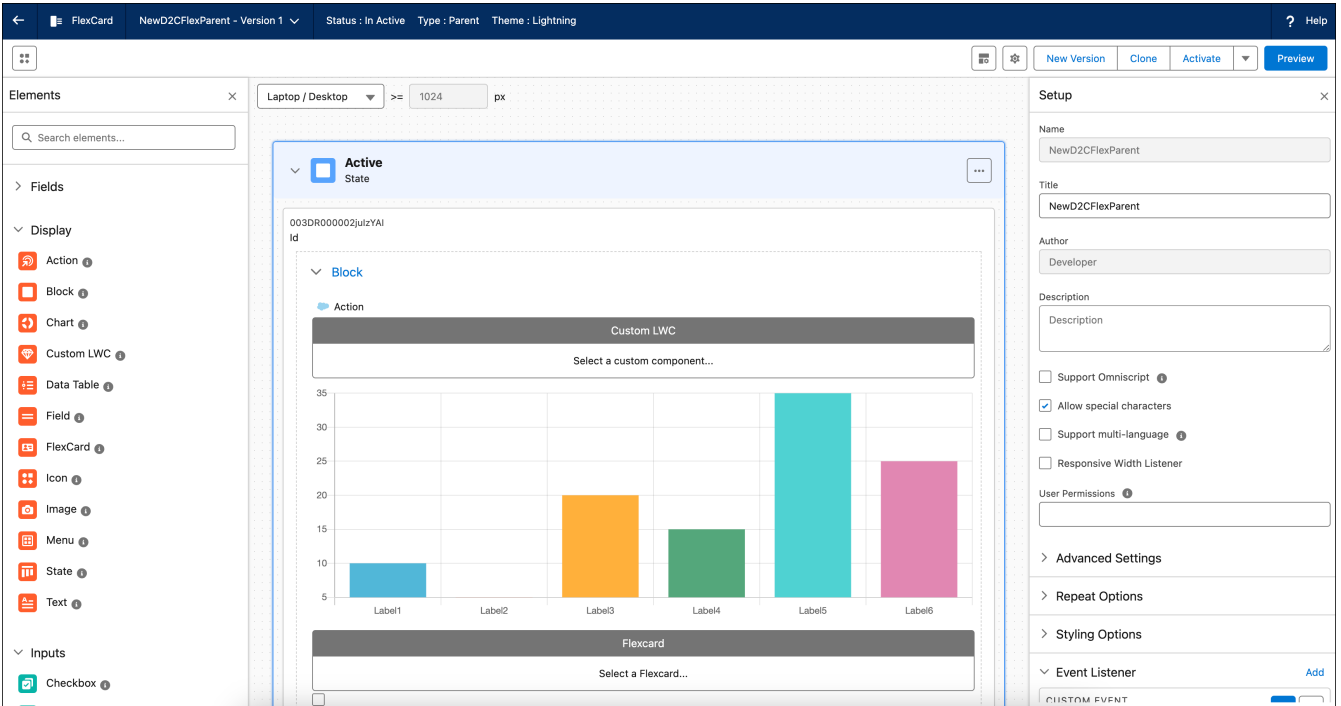 FlexCard NewD2CFlexParent - Version 1 Status : In Active Type : Parent Theme : Lightning ? Help
New Version Clone Activate Preview
Elements
Search elements...
Fields
Display
Action
Block
Chart
Custom LWC
Data Table
Field
FlexCard
Icon
Image
Menu
State
Text
Inputs
Checkbox
Laptop / Desktop >= 1024 px
Active
State
...
003DR000002juIzYAI
Id
Block
Action
Custom LWC
Select a custom component...
35
30
25
20
15
10
5
Label1 Label2 Label3 Label4 Label5 Label6
Flexcard
Select a Flexcard...
Setup
Name
NewD2CFlexParent
Title
NewD2CFlexParent
Author
Developer
Description
Description
Support Omniscript
Allow special characters
Support multi-language
Responsive Width Listener
User Permissions
Advanced Settings
Repeat Options
Styling Options
Event Listener Add
CUSTOM EVENT